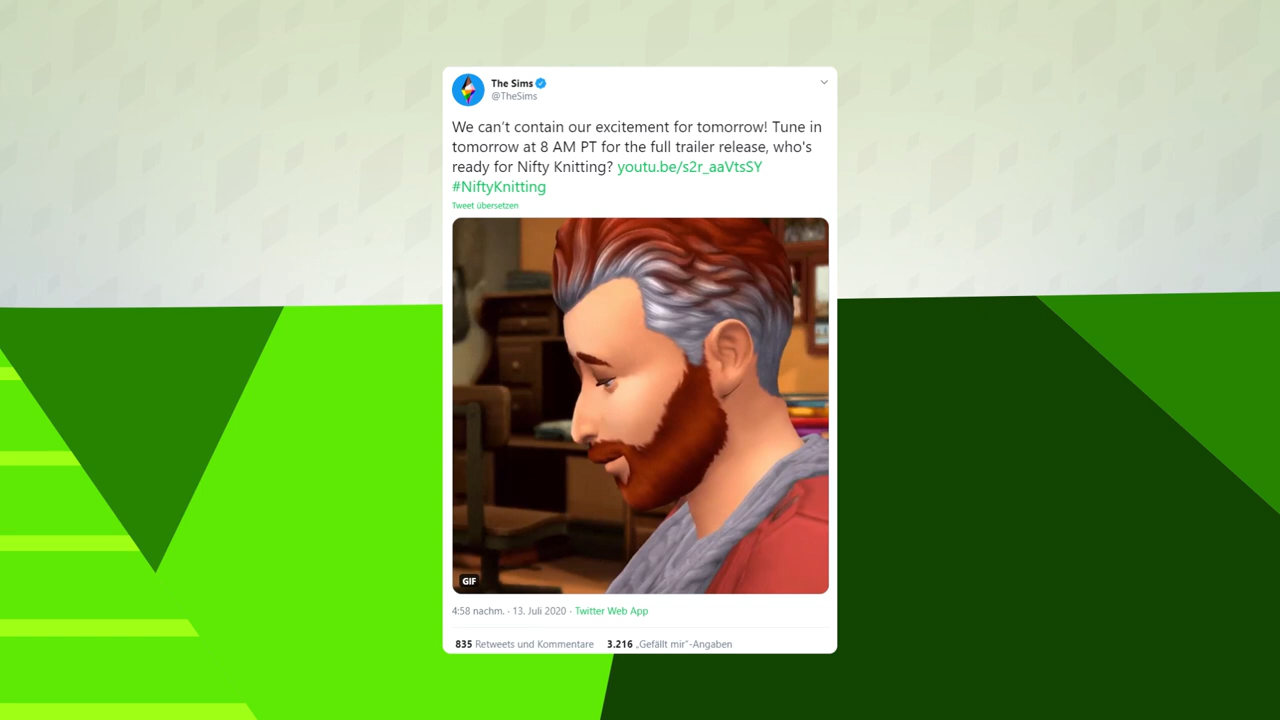 The Sims
@TheSims
We can't contain our excitement for tomorrow! Tune in
tomorrow at 8 AM PT for the full trailer release, who's
ready for Nifty Knitting? youtu.be/s2r_aaVtsSY
#NiftyKnitting
Tweet übersetzen
GIF
4:58 nachm. · 13. Juli 2020 · Twitter Web App
835 Retweets und Kommentare 3.216 „Gefällt mir“-Angaben